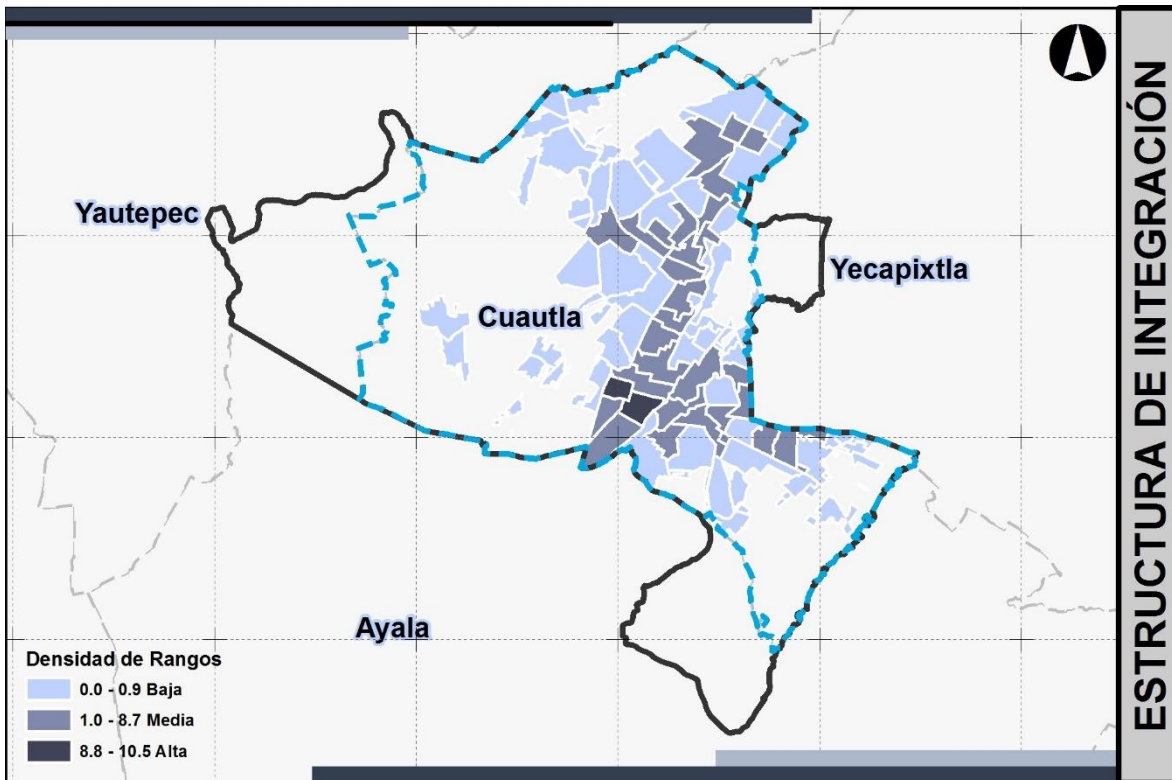 Yautepec
Yecapixtla
Cuautla
Ayala
Densidad de Rangos
0.0 - 0.9 Baja
1.0 - 8.7 Media
8.8 - 10.5 Alta
ESTRUCTURA DE INTEGRACIÓN